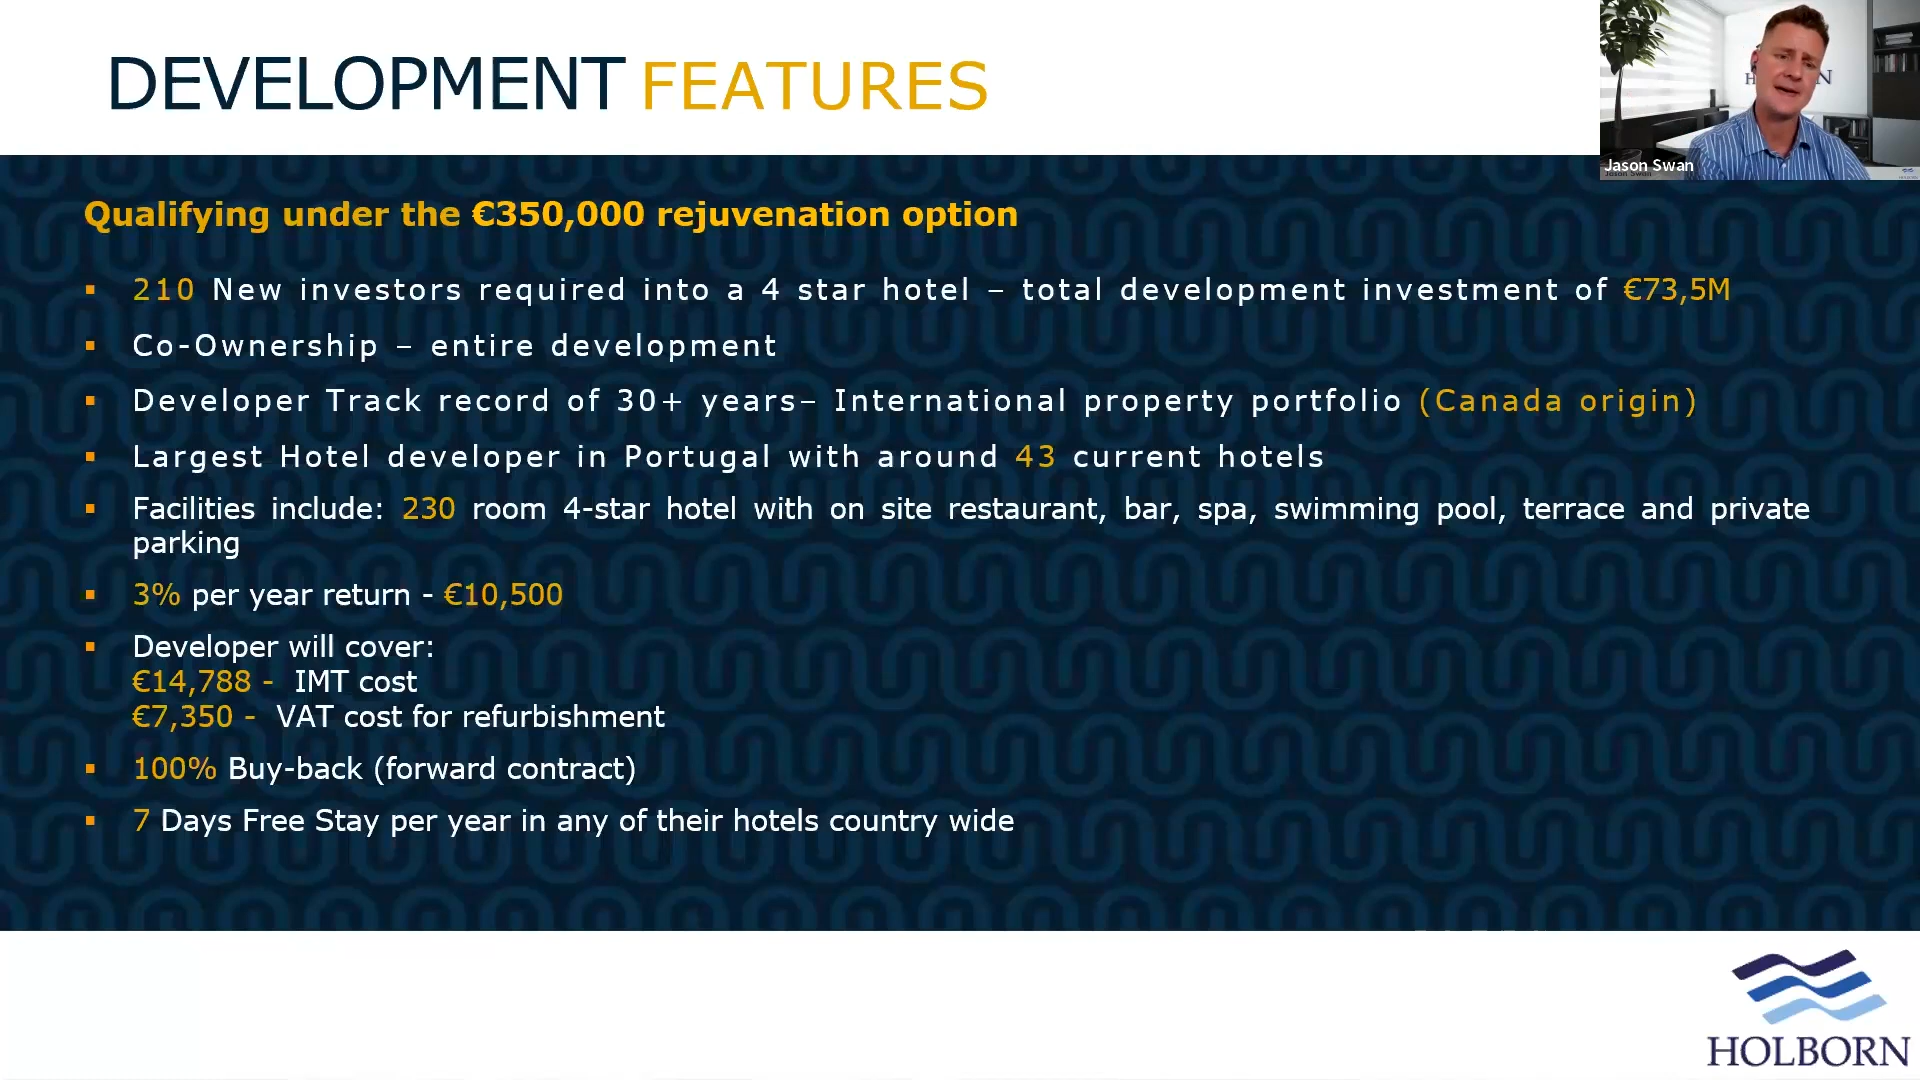 DEVELOPMENT FEATURES
Jason Swan
Qualifying under the €350,000 rejuvenation option
▪ 210 New investors required into a 4 star hotel – total development investment of €73,5M
▪ Co-Ownership – entire development
▪ Developer Track record of 30+ years– International property portfolio (Canada origin)
▪ Largest Hotel developer in Portugal with around 43 current hotels
▪ Facilities include: 230 room 4-star hotel with on site restaurant, bar, spa, swimming pool, terrace and private
parking
▪ 3% per year return - €10,500
▪ Developer will cover:
€14,788 - IMT cost
€7,350 - VAT cost for refurbishment
▪ 100% Buy-back (forward contract)
▪ 7 Days Free Stay per year in any of their hotels country wide
HOLBORN